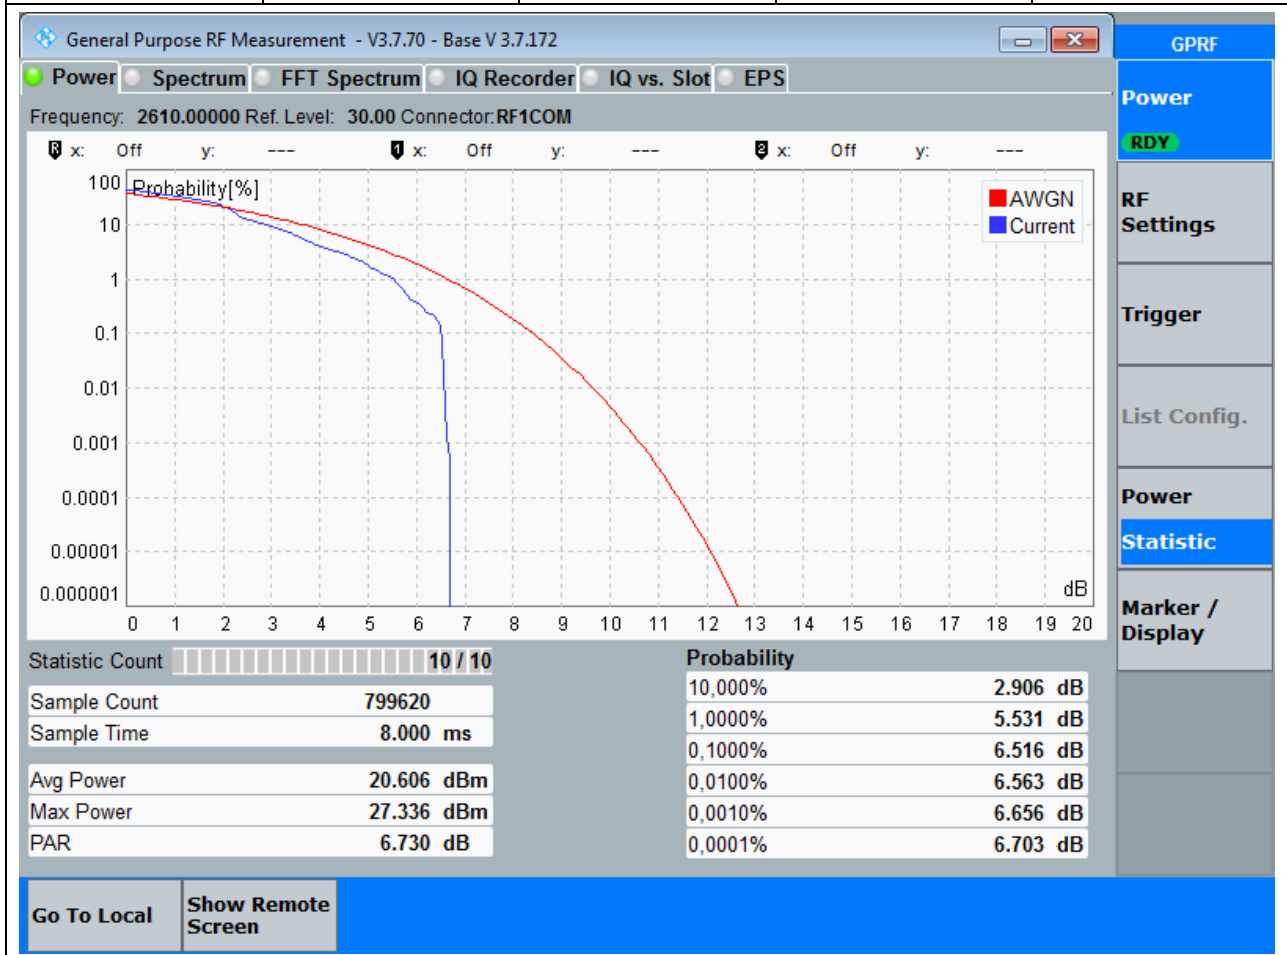 General Purpose RF Measurement - V3.7.70 - Base V 3.7.172
GPRF
Power Spectrum FFT Spectrum IQ Recorder IQ vs. Slot EPS
Frequency: 2610.00000 Ref. Level: 30.00 Connector: RF1COM
R x: Off y: --- 1 x: Off y: --- 2 x: Off y: ---
Probability[%]
AWGN
Current
100
10
1
0.1
0.01
0.001
0.0001
0.00001
0.000001
dB
0 1 2 3 4 5 6 7 8 9 10 11 12 13 14 15 16 17 18 19 20
Statistic Count 10 / 10
Sample Count 799620
Sample Time 8.000 ms
Avg Power 20.606 dBm
Max Power 27.336 dBm
PAR 6.730 dB
Probability
10,000% 2.906 dB
1,0000% 5.531 dB
0,1000% 6.516 dB
0,0100% 6.563 dB
0,0010% 6.656 dB
0,0001% 6.703 dB
Power
RDY
RF
Settings
Trigger
List Config.
Power
Statistic
Marker /
Display
Go To Local
Show Remote
Screen